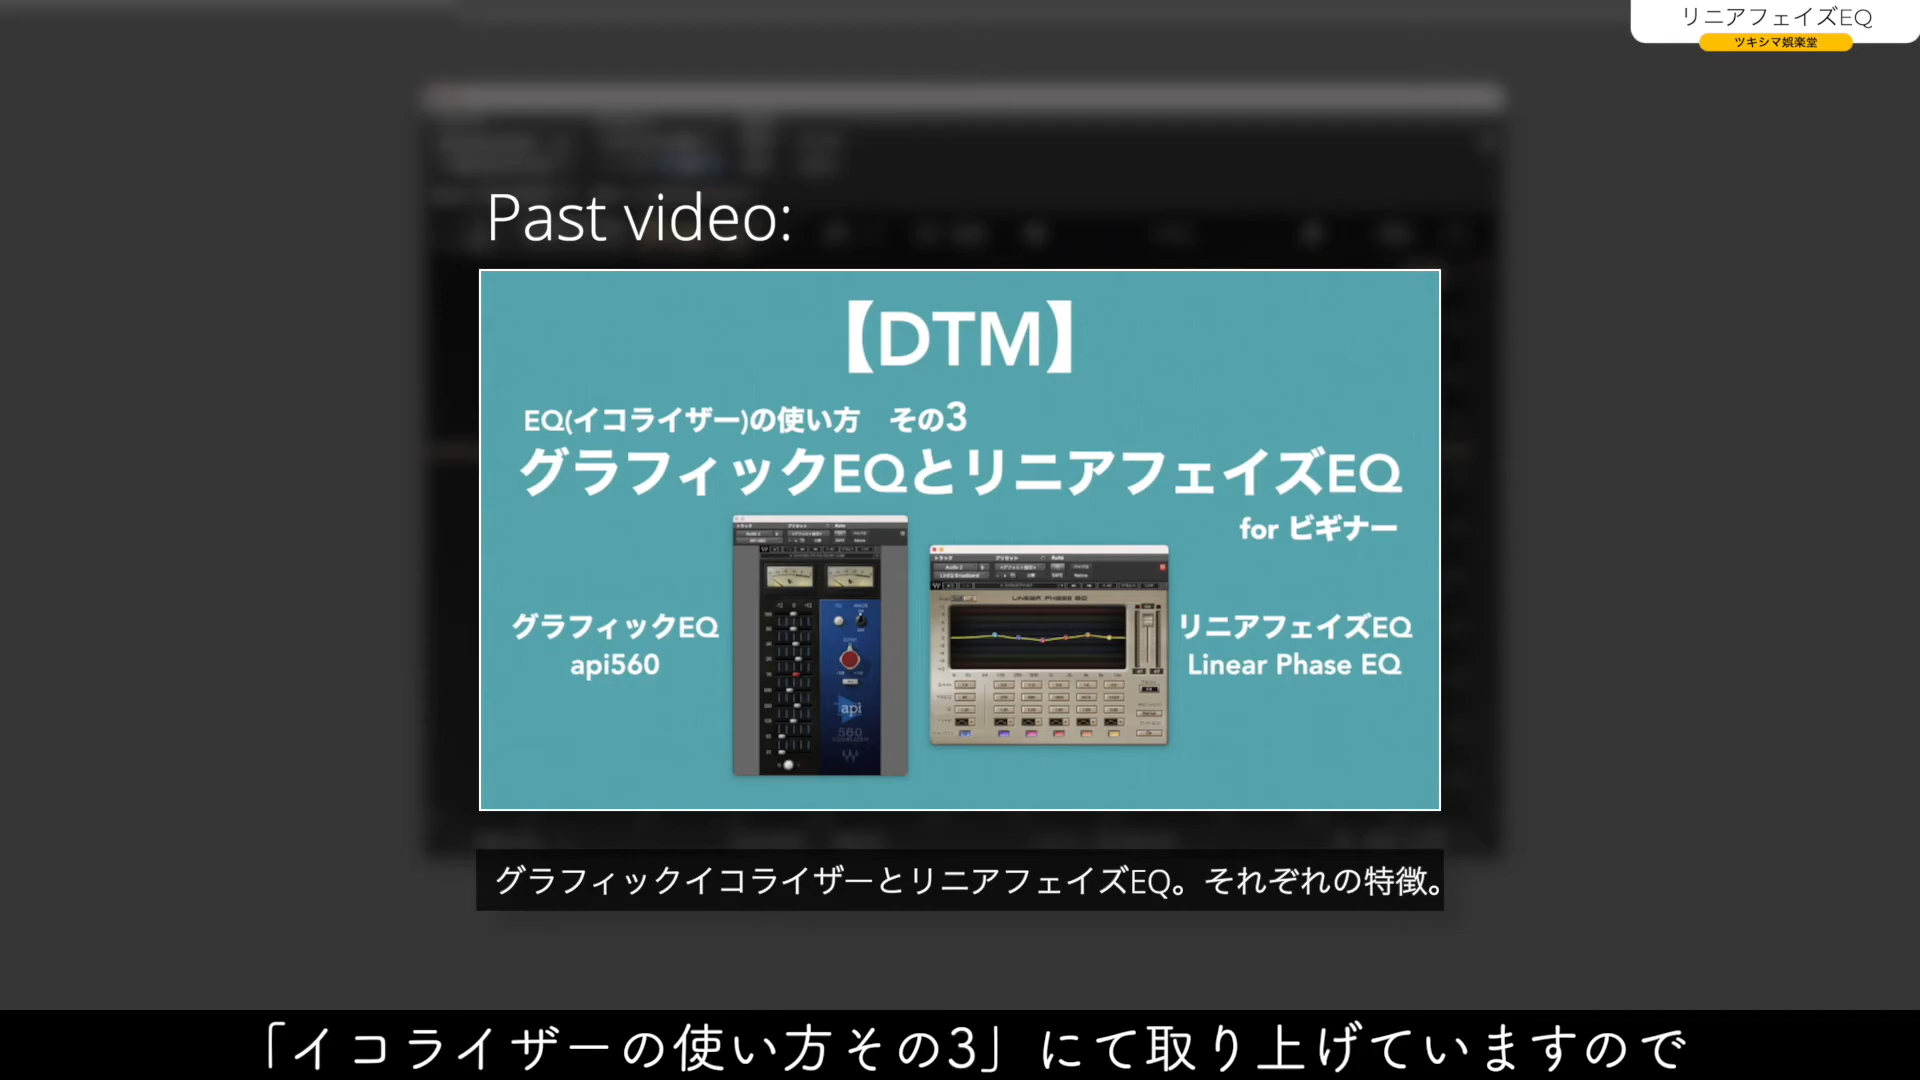 リニアフェイズEQ
ツキシマ娯楽堂
Past video:
【DTM】
EQ(イコライザー)の使い方　その3
グラフィックEQとリニアフェイズEQ
for ビギナー
グラフィックEQ
api560
api
560
LINEAR PHASE EQ
リニアフェイズEQ
Linear Phase EQ
グラフィックイコライザーとリニアフェイズEQ。それぞれの特徴。
「イコライザーの使い方その3」にて取り上げていますので